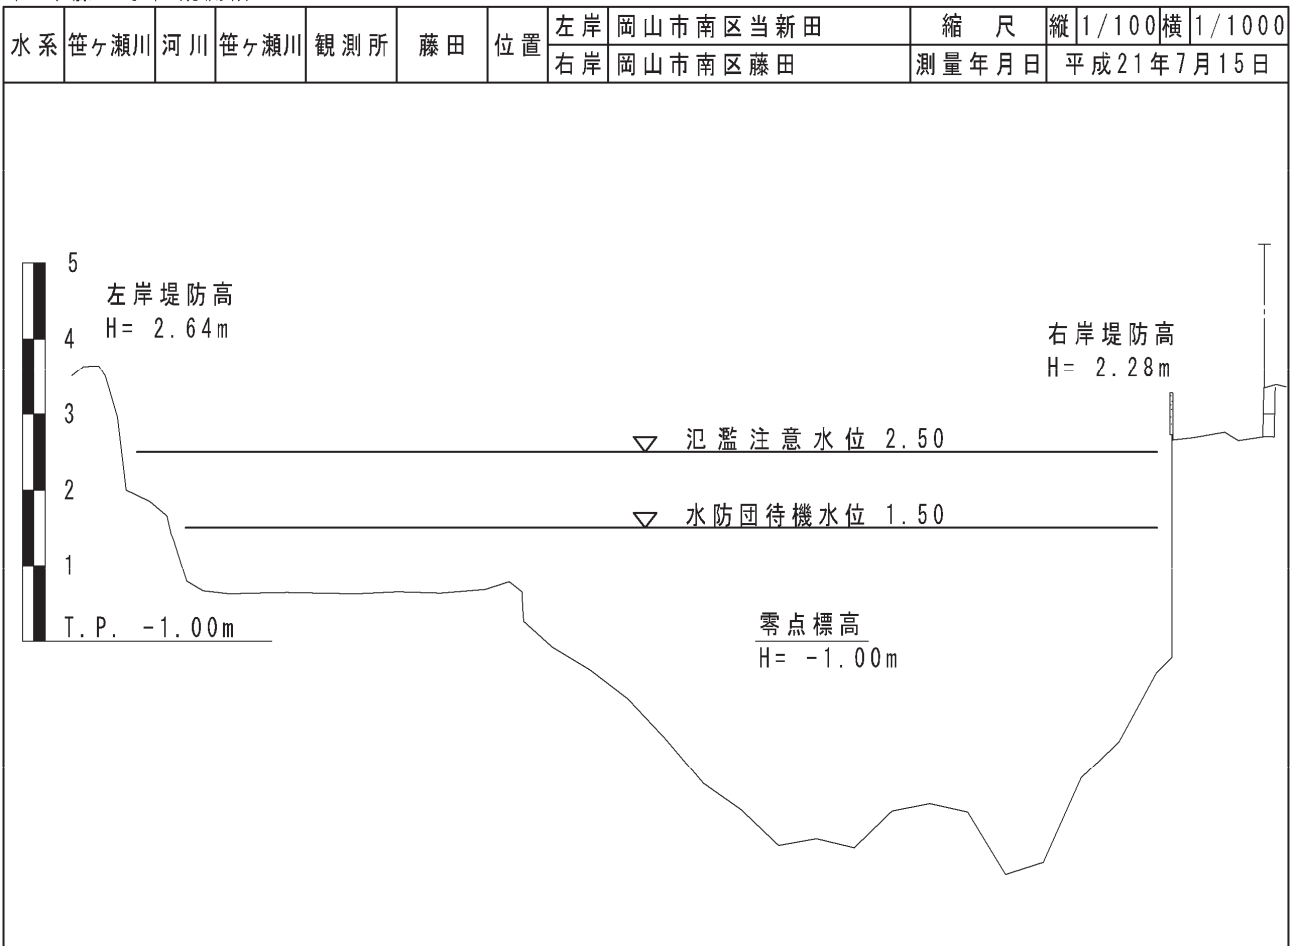 水系 笹ヶ瀬川 河川 笹ヶ瀬川 観測所 藤田 位置 左岸 岡山市南区当新田 縮尺 縦 1/100 横 1/1000
右岸 岡山市南区藤田 測量年月日 平成21年7月15日
5
左岸堤防高
H= 2.64m
4
右岸堤防高
H= 2.28m
3
氾濫注意水位 2.50
2
水防団待機水位 1.50
1
T.P. -1.00m
零点標高
H= -1.00m